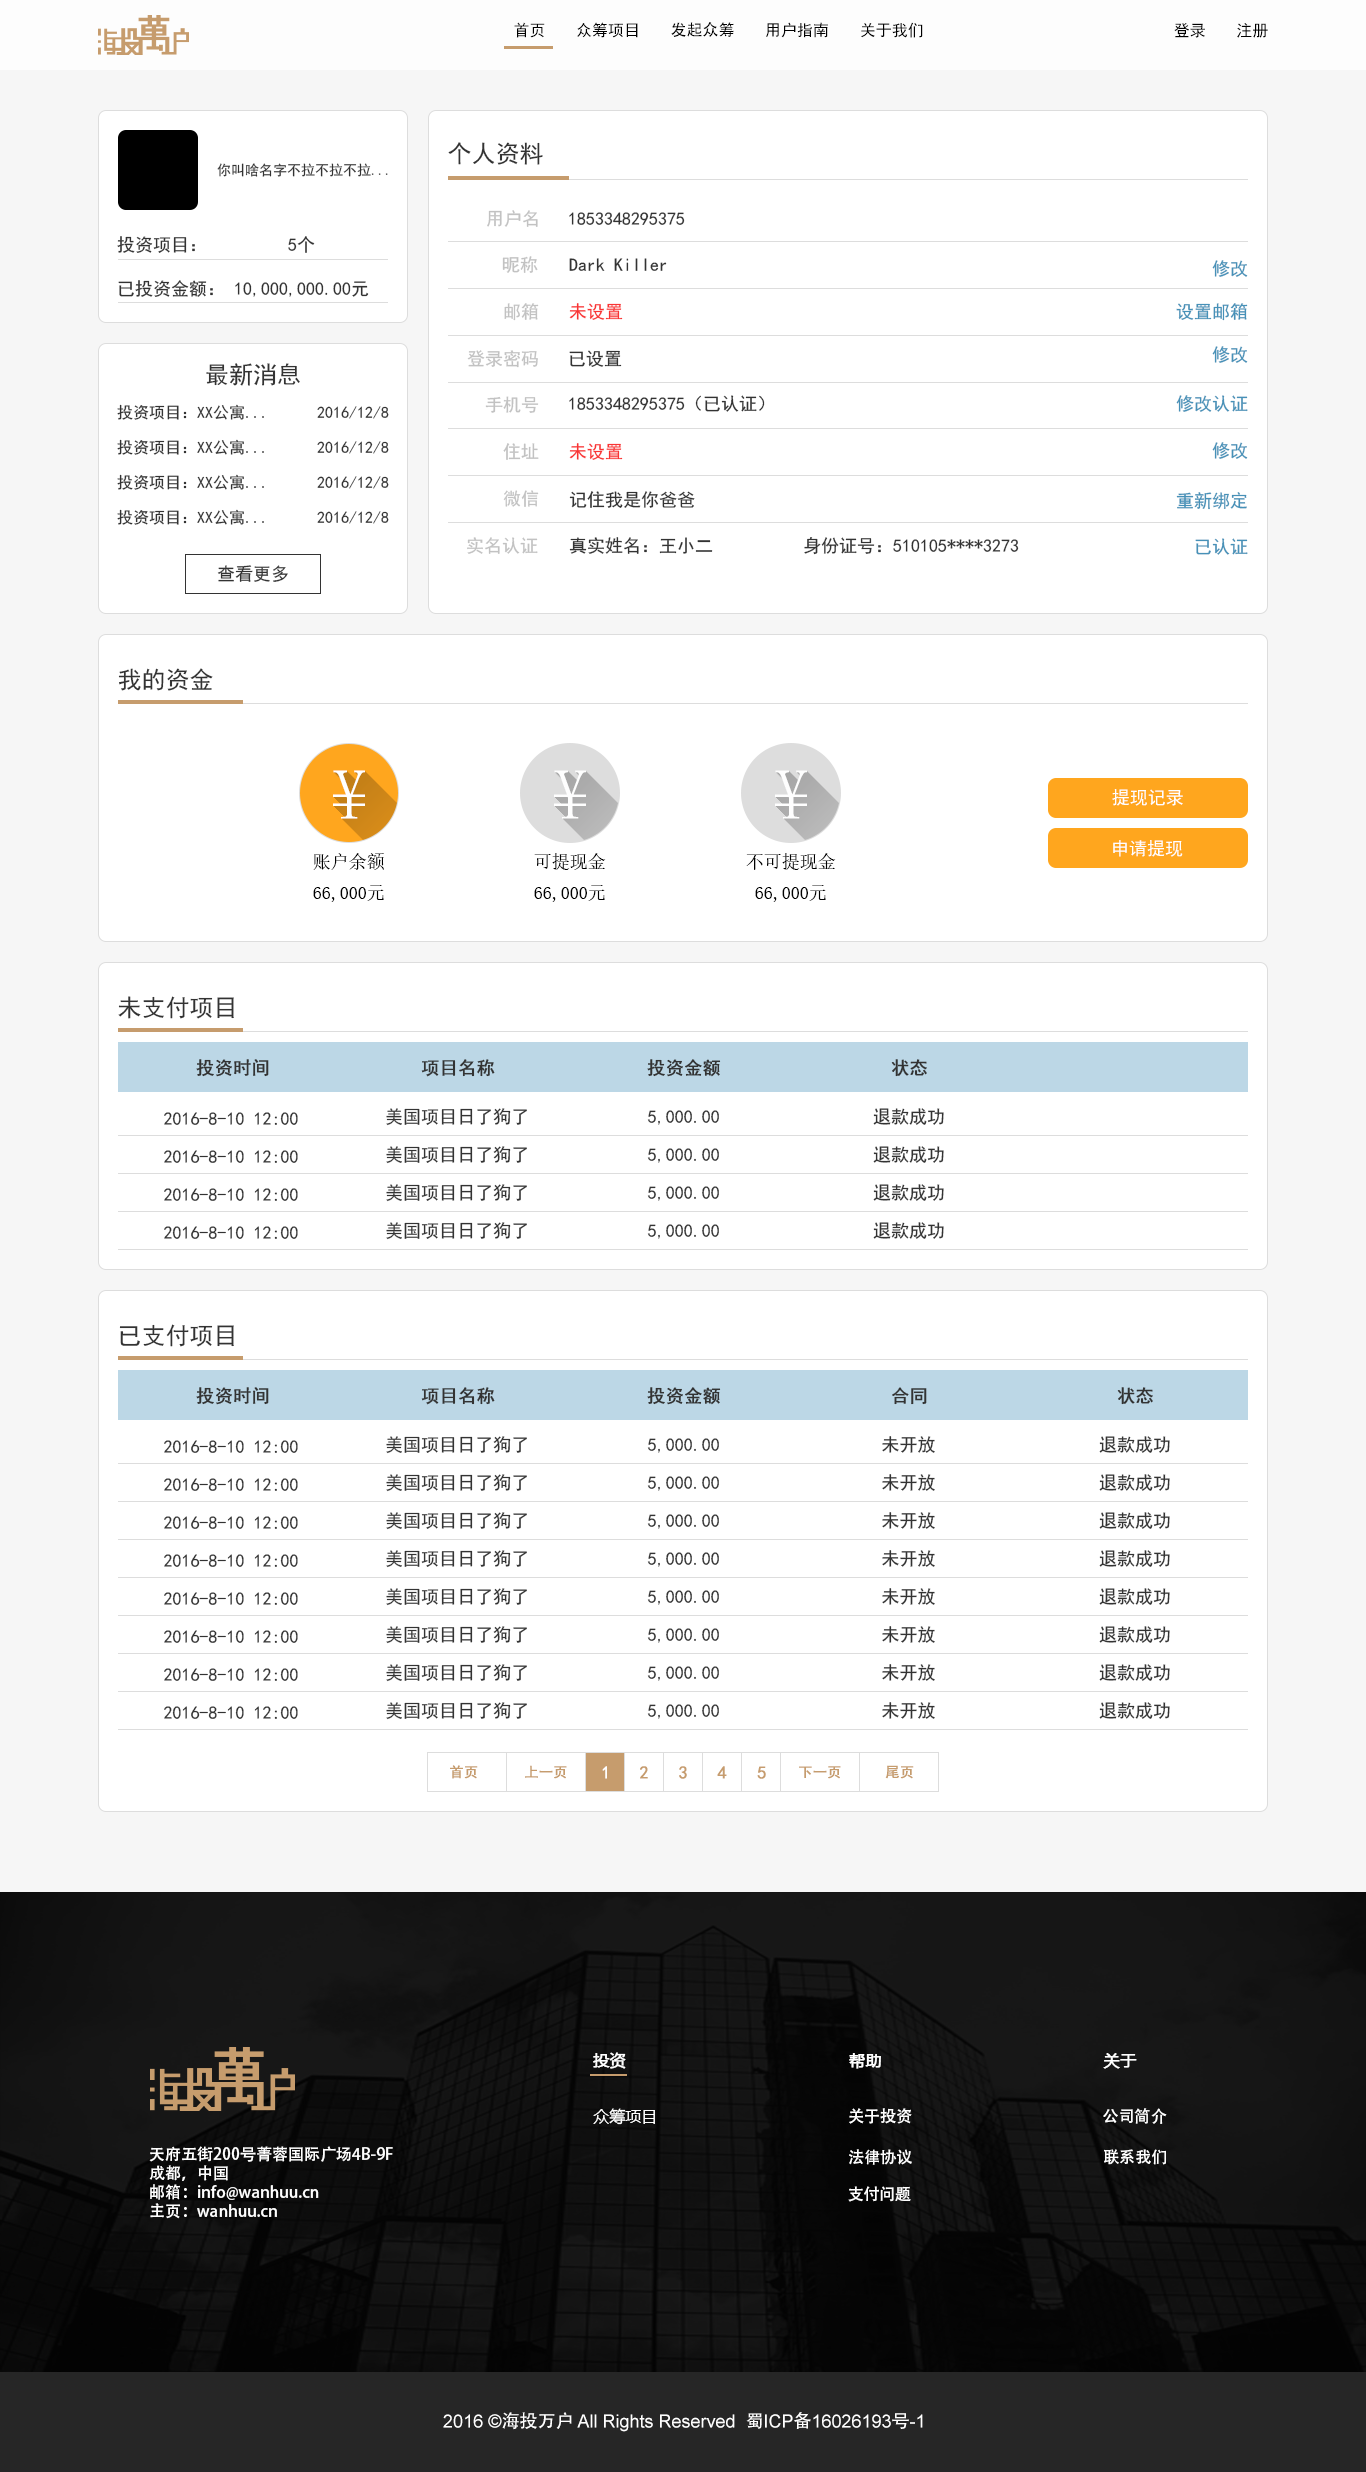 海投萬户
首页 众筹项目 发起众筹 用户指南 关于我们 登录 注册
你叫啥名字不拉不拉不拉...
投资项目： 5个
已投资金额： 10,000,000.00元
最新消息
投资项目：XX公寓... 2016/12/8
投资项目：XX公寓... 2016/12/8
投资项目：XX公寓... 2016/12/8
投资项目：XX公寓... 2016/12/8
查看更多
个人资料
用户名 1853348295375
昵称 Dark Killer 修改
邮箱 未设置 设置邮箱
登录密码 已设置 修改
手机号 1853348295375（已认证） 修改认证
住址 未设置 修改
微信 记住我是你爸爸 重新绑定
实名认证 真实姓名：王小二 身份证号：510105****3273 已认证
我的资金
¥ ¥ ¥
账户余额 可提现金 不可提现金
66,000元 66,000元 66,000元
提现记录
申请提现
未支付项目
投资时间 项目名称 投资金额 状态
2016-8-10 12:00 美国项目日了狗了 5,000.00 退款成功
2016-8-10 12:00 美国项目日了狗了 5,000.00 退款成功
2016-8-10 12:00 美国项目日了狗了 5,000.00 退款成功
2016-8-10 12:00 美国项目日了狗了 5,000.00 退款成功
已支付项目
投资时间 项目名称 投资金额 合同 状态
2016-8-10 12:00 美国项目日了狗了 5,000.00 未开放 退款成功
2016-8-10 12:00 美国项目日了狗了 5,000.00 未开放 退款成功
2016-8-10 12:00 美国项目日了狗了 5,000.00 未开放 退款成功
2016-8-10 12:00 美国项目日了狗了 5,000.00 未开放 退款成功
2016-8-10 12:00 美国项目日了狗了 5,000.00 未开放 退款成功
2016-8-10 12:00 美国项目日了狗了 5,000.00 未开放 退款成功
2016-8-10 12:00 美国项目日了狗了 5,000.00 未开放 退款成功
2016-8-10 12:00 美国项目日了狗了 5,000.00 未开放 退款成功
首页 上一页 1 2 3 4 5 下一页 尾页
海投萬户
天府五街200号菁蓉国际广场4B-9F
成都，中国
邮箱：info@wanhuu.cn
主页：wanhuu.cn
投资
众筹项目
帮助
关于投资
法律协议
支付问题
关于
公司简介
联系我们
2016 ©海投万户 All Rights Reserved 蜀ICP备16026193号-1